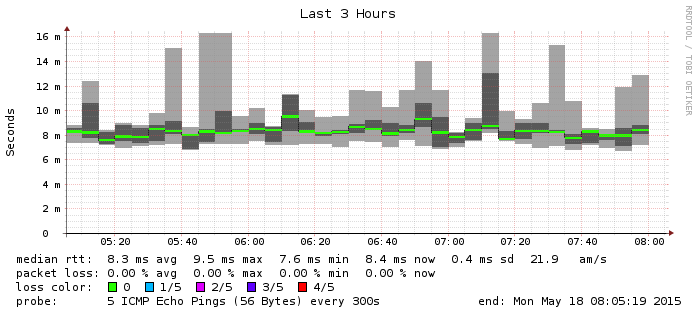 Last 3 Hours
RRDTOOL / TOBI OETIKER
Seconds
16 m
14 m
12 m
10 m
8 m
6 m
4 m
2 m
0
05:20 05:40 06:00 06:20 06:40 07:00 07:20 07:40 08:00
median rtt: 8.3 ms avg 9.5 ms max 7.6 ms min 8.4 ms now 0.4 ms sd 21.9 am/s
packet loss: 0.00 % avg 0.00 % max 0.00 % min 0.00 % now
loss color: 0 1/5 2/5 3/5 4/5
probe: 5 ICMP Echo Pings (56 Bytes) every 300s end: Mon May 18 08:05:19 2015